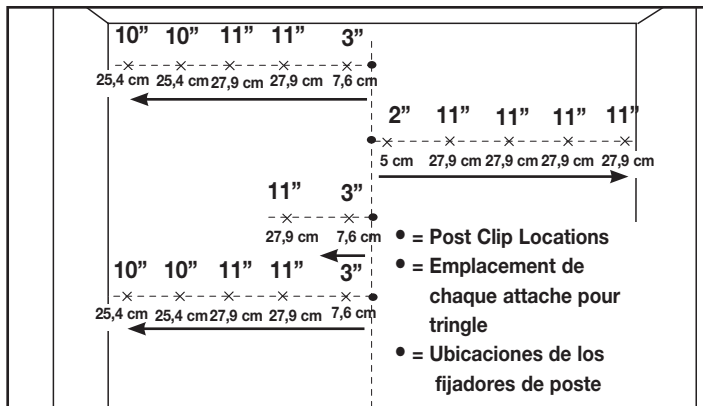 10” 10” 11” 11” 3”
25,4 cm 25,4 cm 27,9 cm 27,9 cm 7,6 cm
2” 11” 11” 11” 11”
5 cm 27,9 cm 27,9 cm 27,9 cm 27,9 cm
11” 3”
27,9 cm 7,6 cm
• = Post Clip Locations
• = Emplacement de
chaque attache pour
tringle
• = Ubicaciones de los
fijadores de poste
10” 10” 11” 11” 3”
25,4 cm 25,4 cm 27,9 cm 27,9 cm 7,6 cm